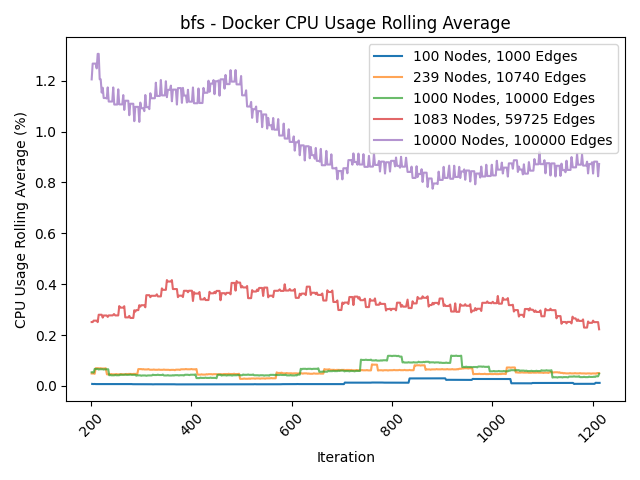 bfs - Docker CPU Usage Rolling Average
100 Nodes, 1000 Edges
239 Nodes, 10740 Edges
1000 Nodes, 10000 Edges
1083 Nodes, 59725 Edges
10000 Nodes, 100000 Edges
CPU Usage Rolling Average (%)
1.2
1.0
0.8
0.6
0.4
0.2
0.0
200
400
600
800
1000
1200
Iteration